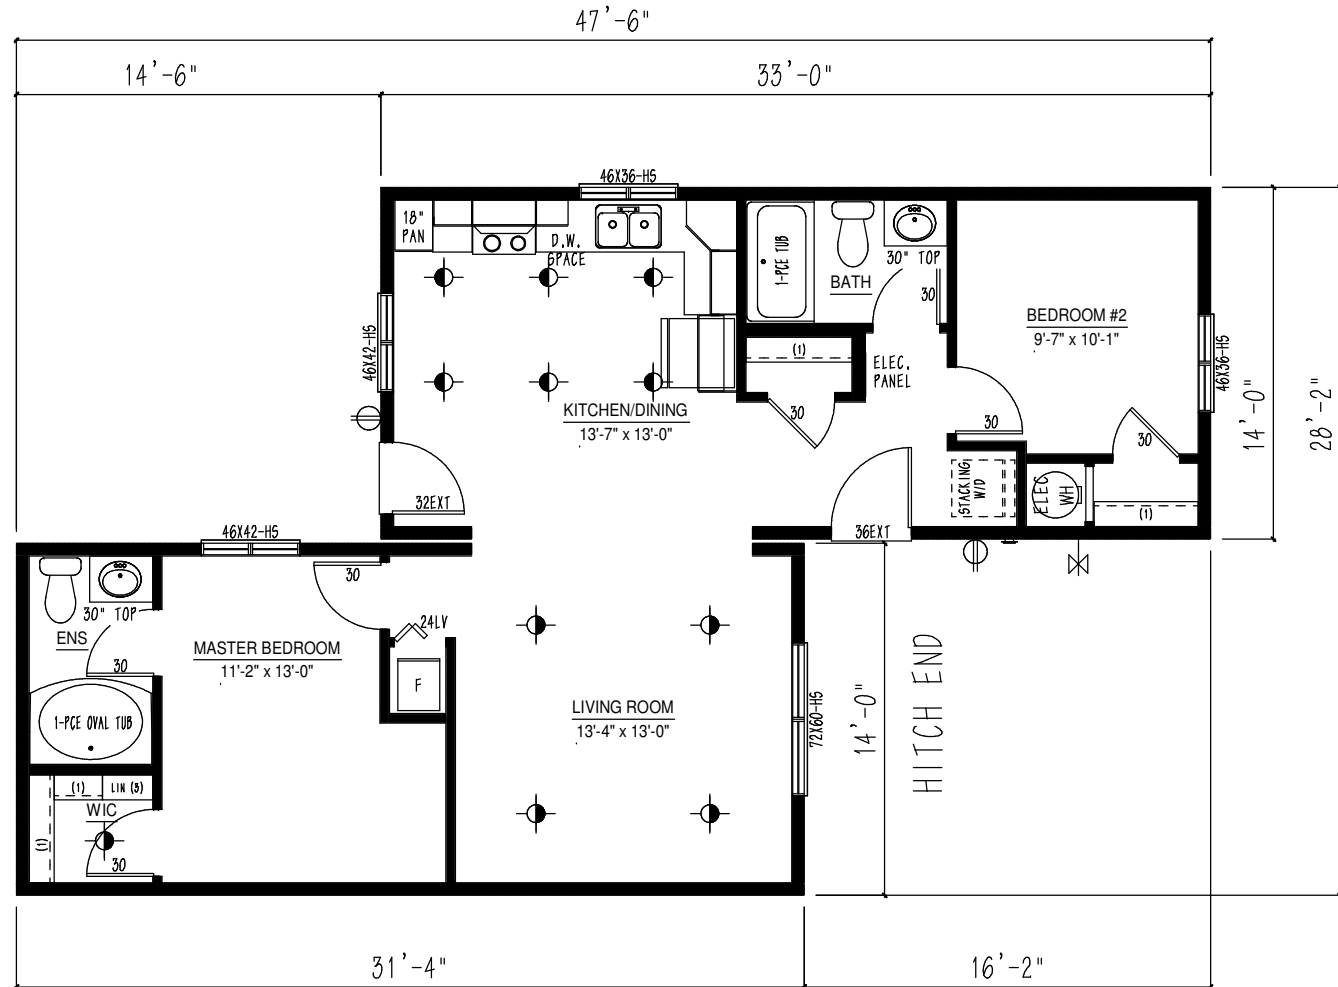 47'-6"
14'-6"
33'-0"
46X36-HS
18"
PAN
D.W.
SPACE
1-PCE TUB
30" TOP
BATH
30
BEDROOM #2
9'-7" x 10'-1"
46X42-HS
46X36-HS
(1)
ELEC.
PANEL
14'-0"
28'-2"
KITCHEN/DINING
13'-7" x 13'-0"
30
30
30
32EXT
STACKING
W/D
ELEC
WH
(1)
36EXT
46X42-HS
30
30" TOP
24LV
ENS
MASTER BEDROOM
11'-2" x 13'-0"
30
F
1-PCE OVAL TUB
LIVING ROOM
13'-4" x 13'-0"
72X60-HS
14'-0"
HITCH END
(1)
LIN (3)
WIC
(1)
30
31'-4"
16'-2"